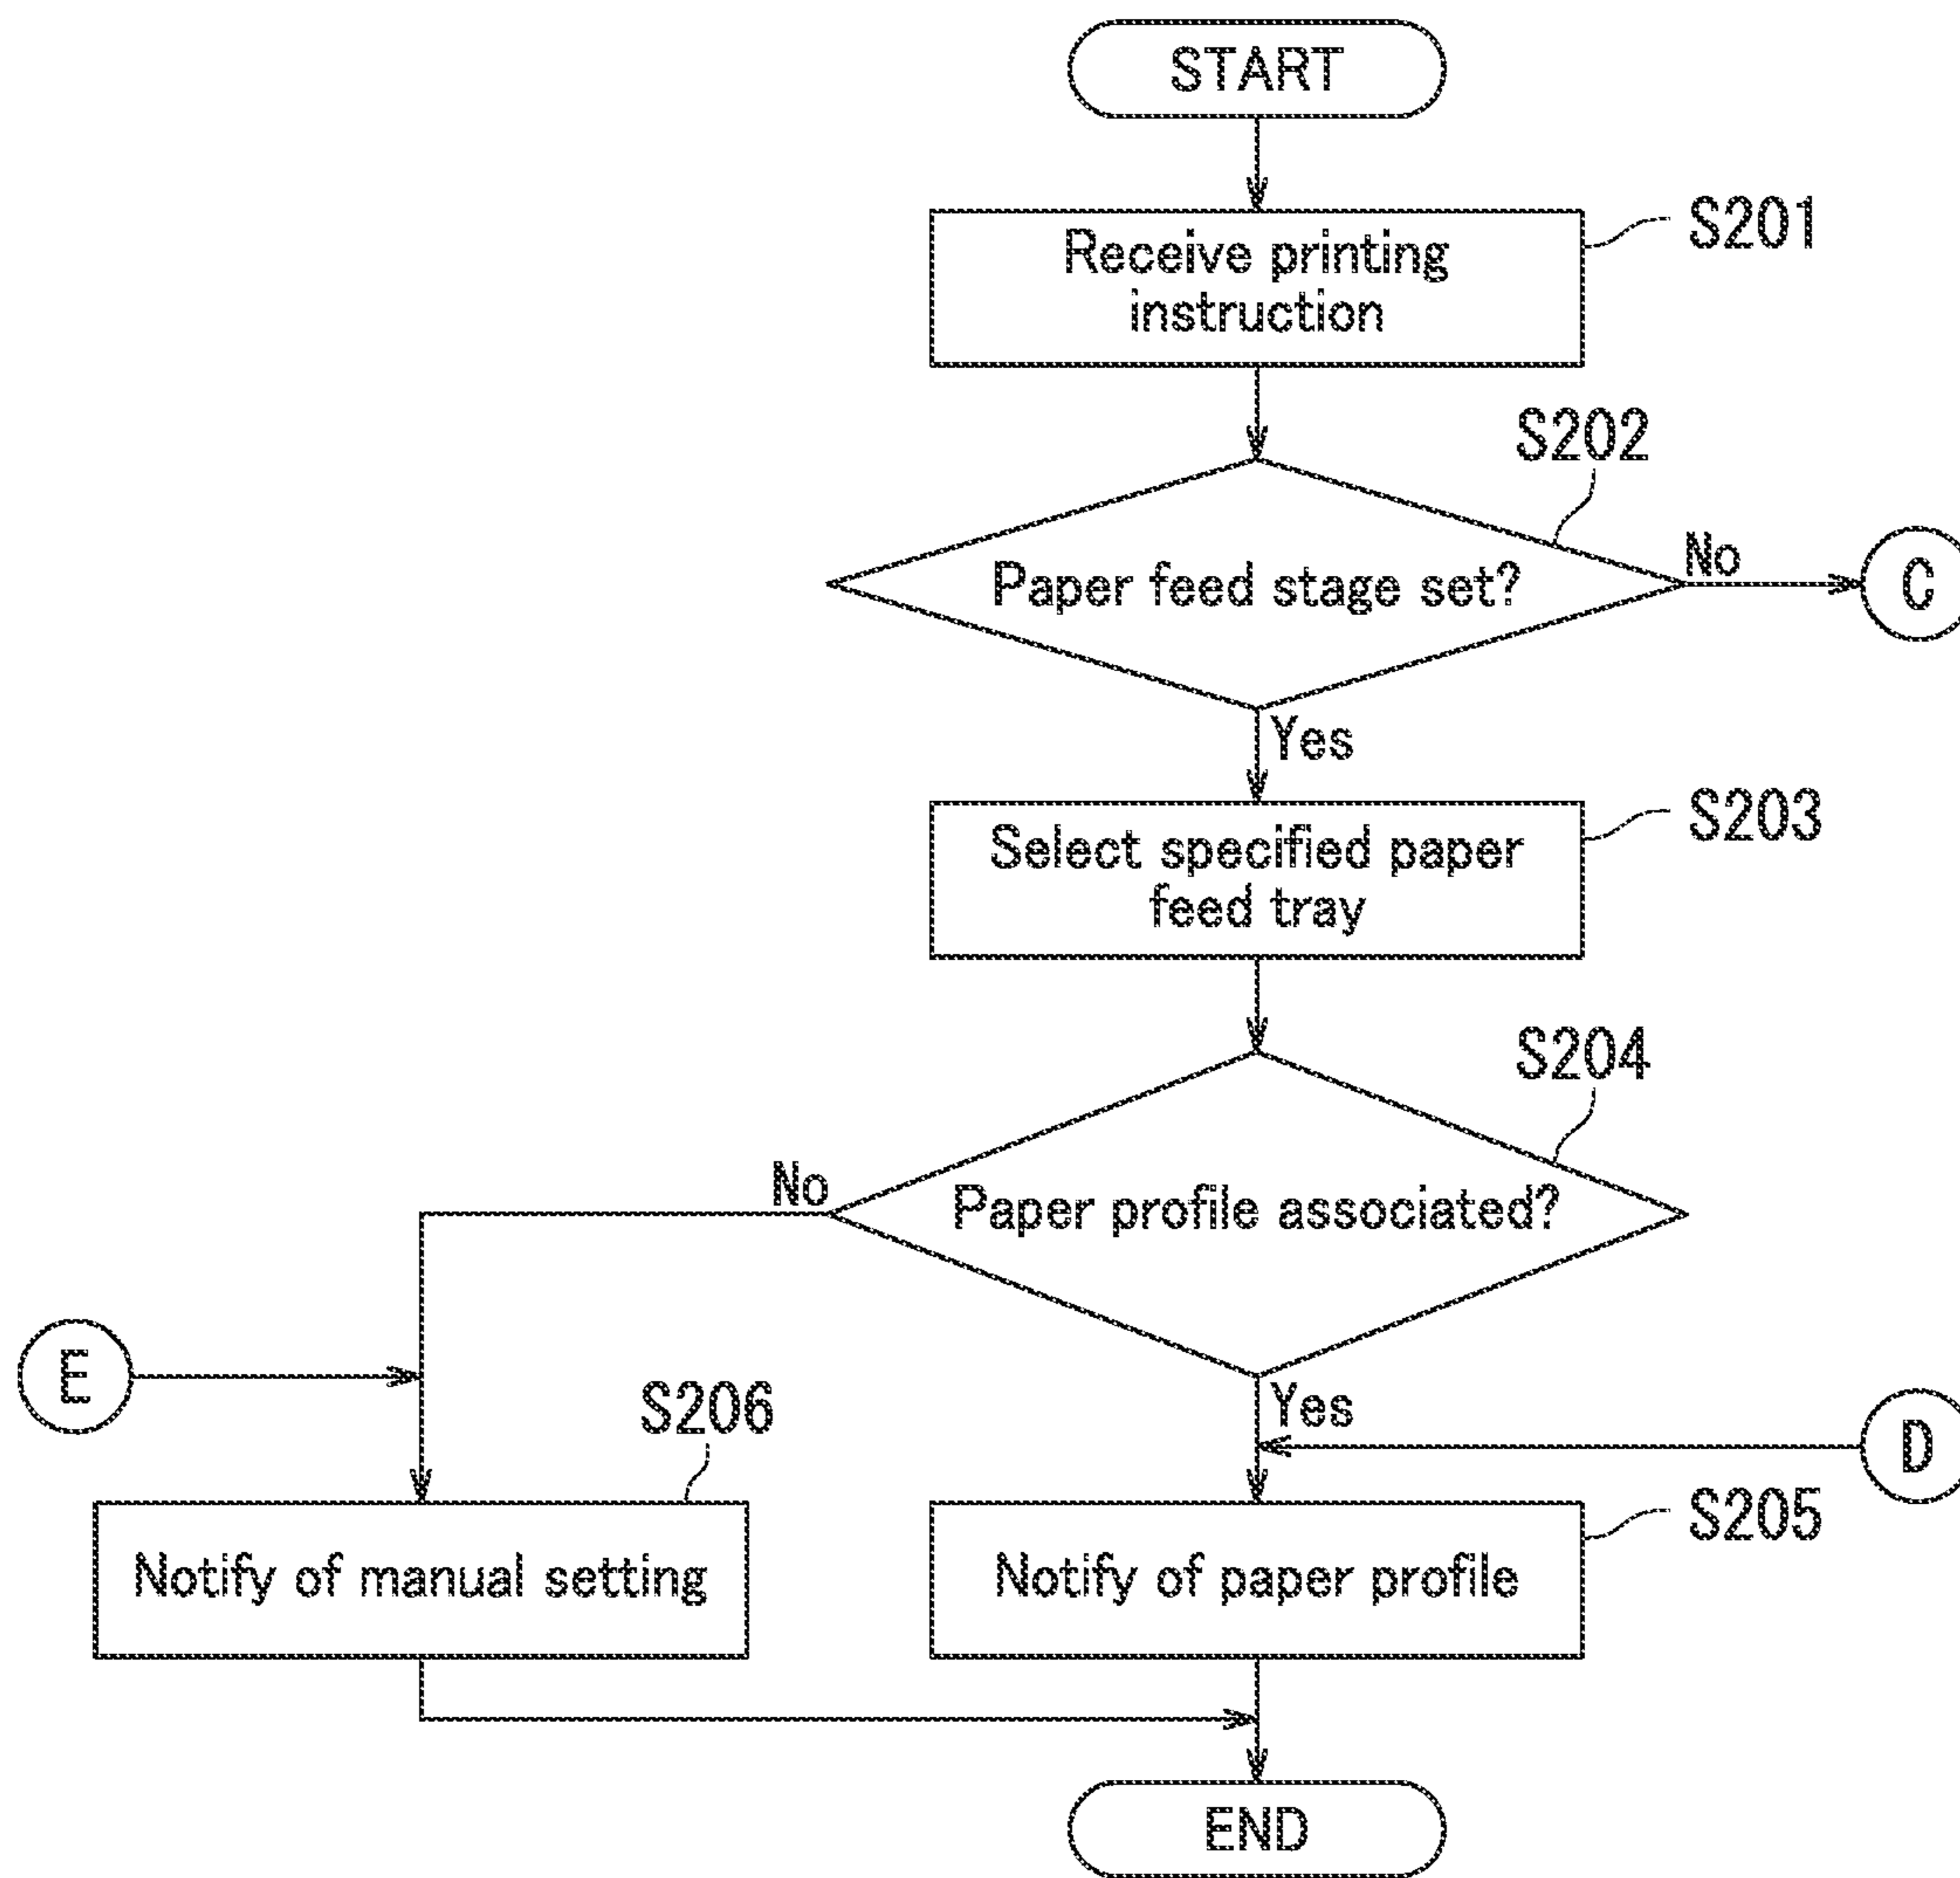 START
Receive printing
instruction
S201
S202
Paper feed stage set?
No
C
Yes
Select specified paper
feed tray
S203
S204
Paper profile associated?
No
E
Yes
D
S206
Notify of manual setting
S205
Notify of paper profile
END